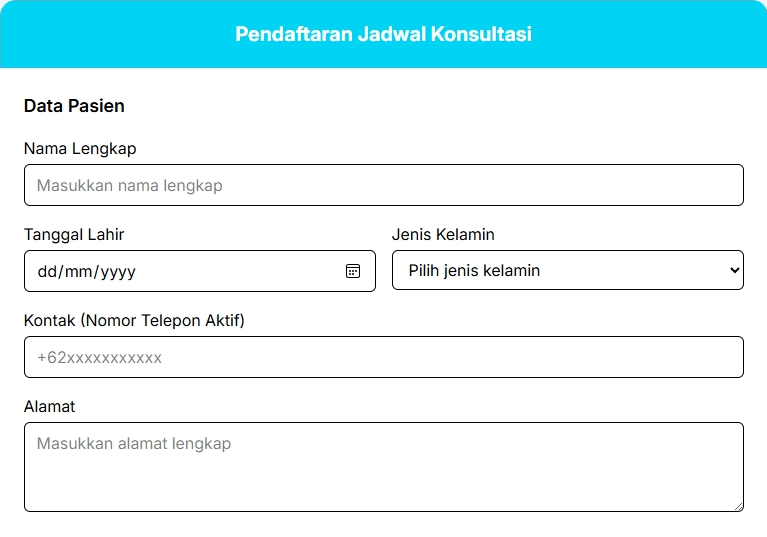 Pendaftaran Jadwal Konsultasi
Data Pasien
Nama Lengkap
Masukkan nama lengkap
Tanggal Lahir
Jenis Kelamin
dd/mm/yyyy
Pilih jenis kelamin
Kontak (Nomor Telepon Aktif)
+62xxxxxxxxxxx
Alamat
Masukkan alamat lengkap